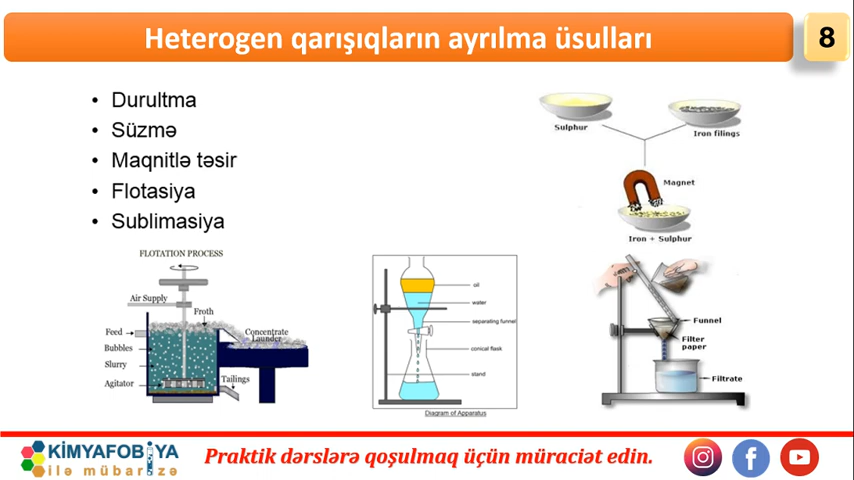 Heterogen qarışıqların ayrılma üsulları
8
• Durultma
• Süzmə
• Maqnitlə təsir
• Flotasiya
• Sublimasiya
Sulphur
Iron filings
Magnet
Iron + Sulphur
FLOTATION PROCESS
Air Supply
Froth
Feed
Concentrate
Launder
Bubbles
Slurry
Agitator
Tailings
oil
water
separating funnel
conical flask
stand
Diagram of Apparatus
Funnel
Filter
paper
Filtrate
KİMYAFOBİYA
ilə mübarizə
Praktik dərslərə qoşulmaq üçün müraciət edin.